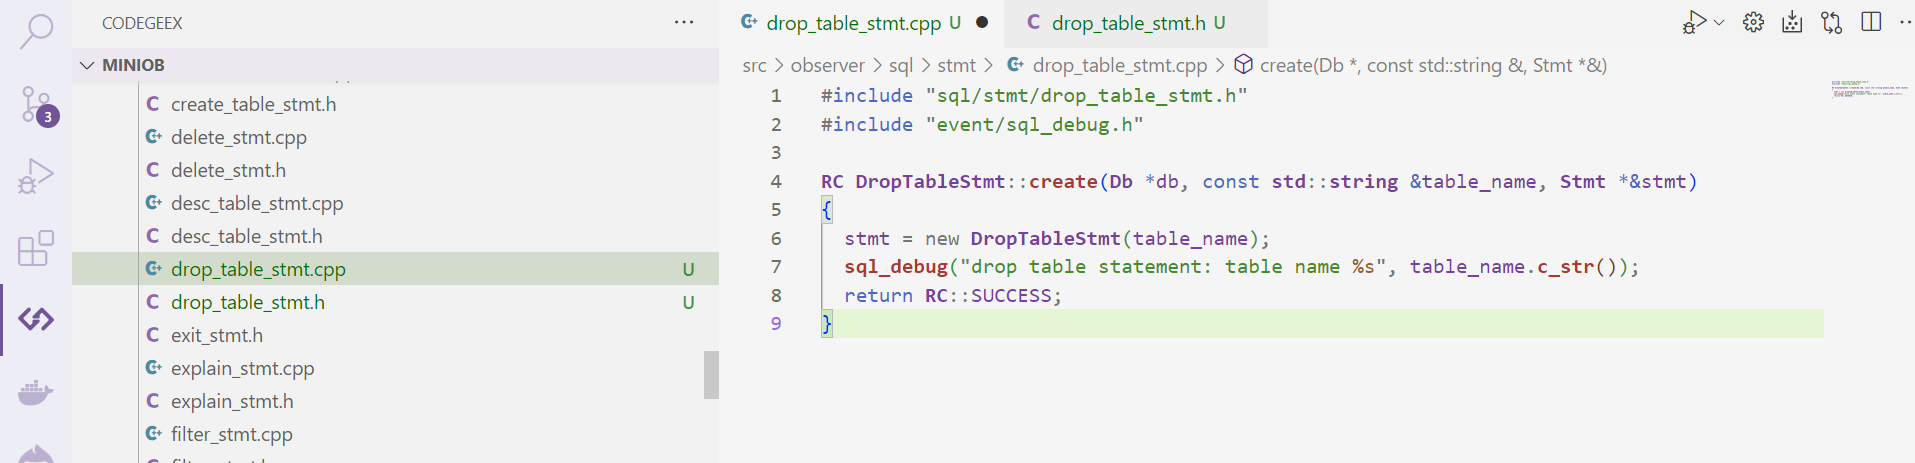 CODEGEEX ···
MINIOB
3
create_table_stmt.h
delete_stmt.cpp
delete_stmt.h
desc_table_stmt.cpp
desc_table_stmt.h
drop_table_stmt.cpp U
drop_table_stmt.h U
exit_stmt.h
explain_stmt.cpp
explain_stmt.h
filter_stmt.cpp
drop_table_stmt.cpp U ●
drop_table_stmt.h U
src > observer > sql > stmt > drop_table_stmt.cpp > create(Db *, const std::string &, Stmt *&)
1 #include "sql/stmt/drop_table_stmt.h"
2 #include "event/sql_debug.h"
3
4 RC DropTableStmt::create(Db *db, const std::string &table_name, Stmt *&stmt)
5 {
6 stmt = new DropTableStmt(table_name);
7 sql_debug("drop table statement: table name %s", table_name.c_str());
8 return RC::SUCCESS;
9 }